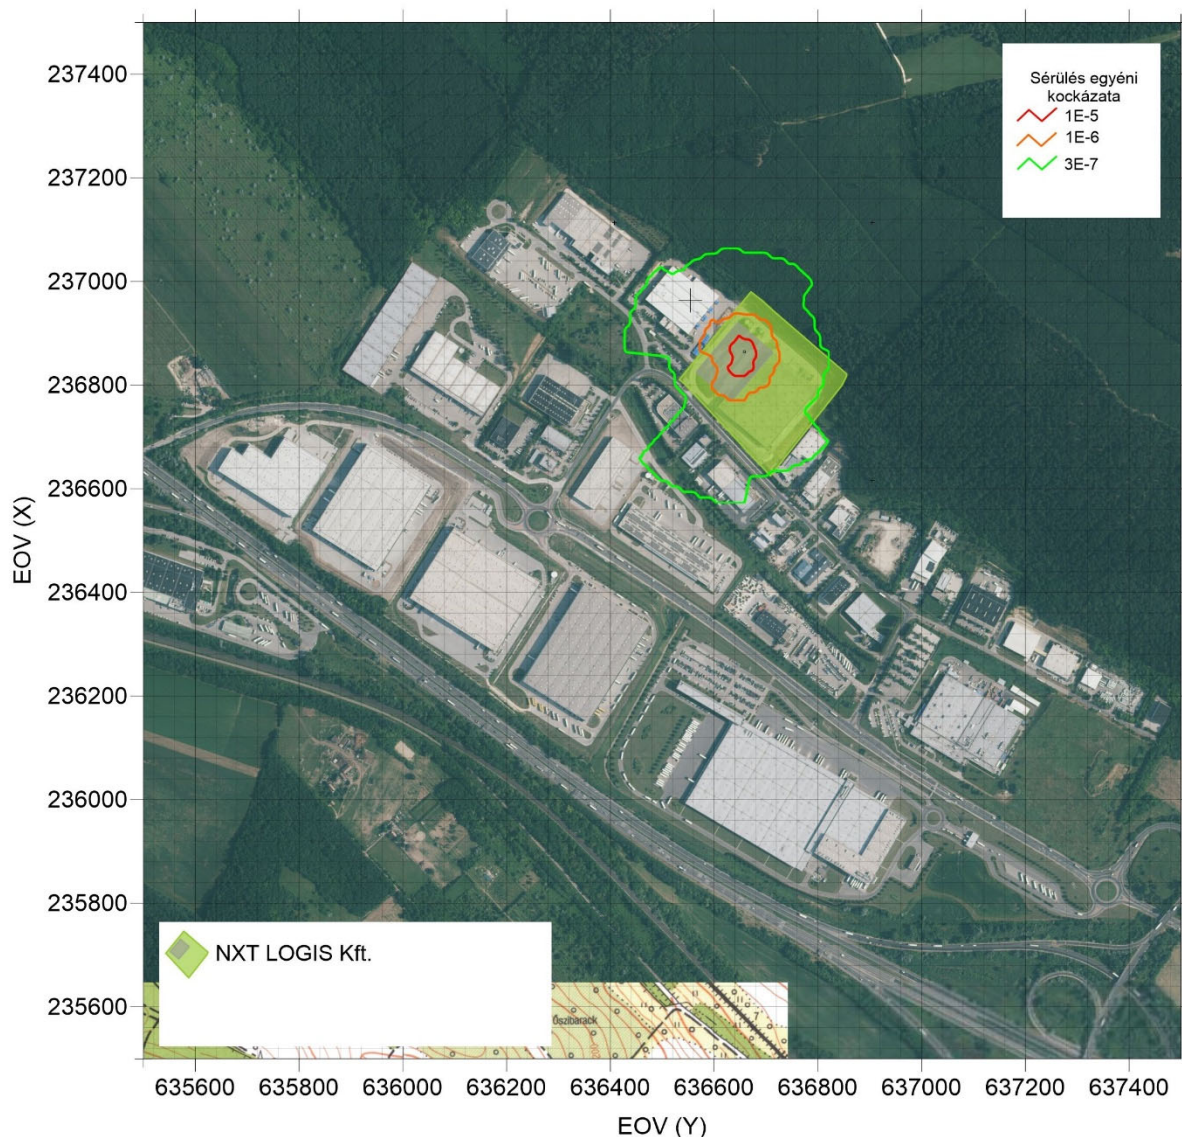 237400
237200
237000
236800
236600
236400
236200
236000
235800
235600
EOV (X)
Sérülés egyéni
kockázata
1E-5
1E-6
3E-7
NXT LOGIS Kft.
Őszibarack
635600 635800 636000 636200 636400 636600 636800 637000 637200 637400
EOV (Y)